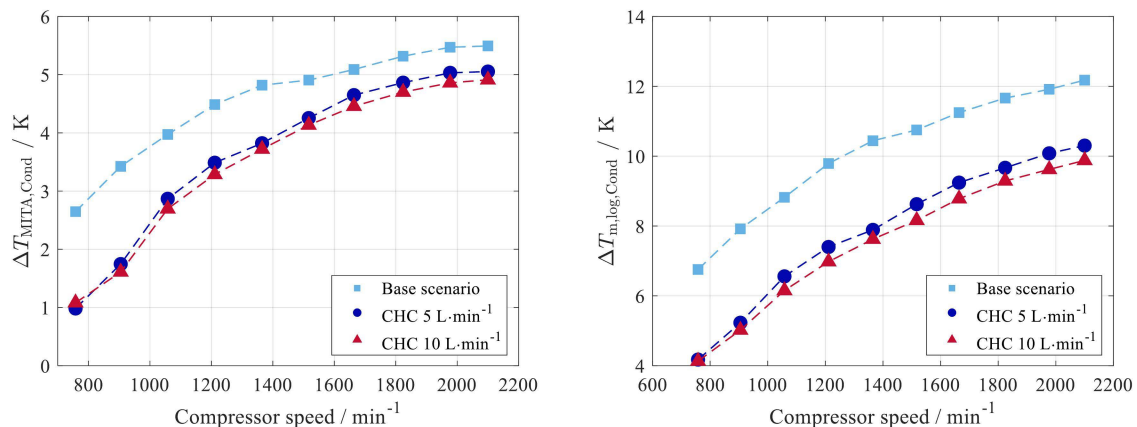 6
5
4
3
2
1
0
ΔT_MITA,Cond / K
800 1000 1200 1400 1600 1800 2000 2200
Compressor speed / min⁻¹
Base scenario
CHC 5 L·min⁻¹
CHC 10 L·min⁻¹
14
12
10
8
6
4
ΔT_m,log,Cond / K
600 800 1000 1200 1400 1600 1800 2000 2200
Compressor speed / min⁻¹
Base scenario
CHC 5 L·min⁻¹
CHC 10 L·min⁻¹